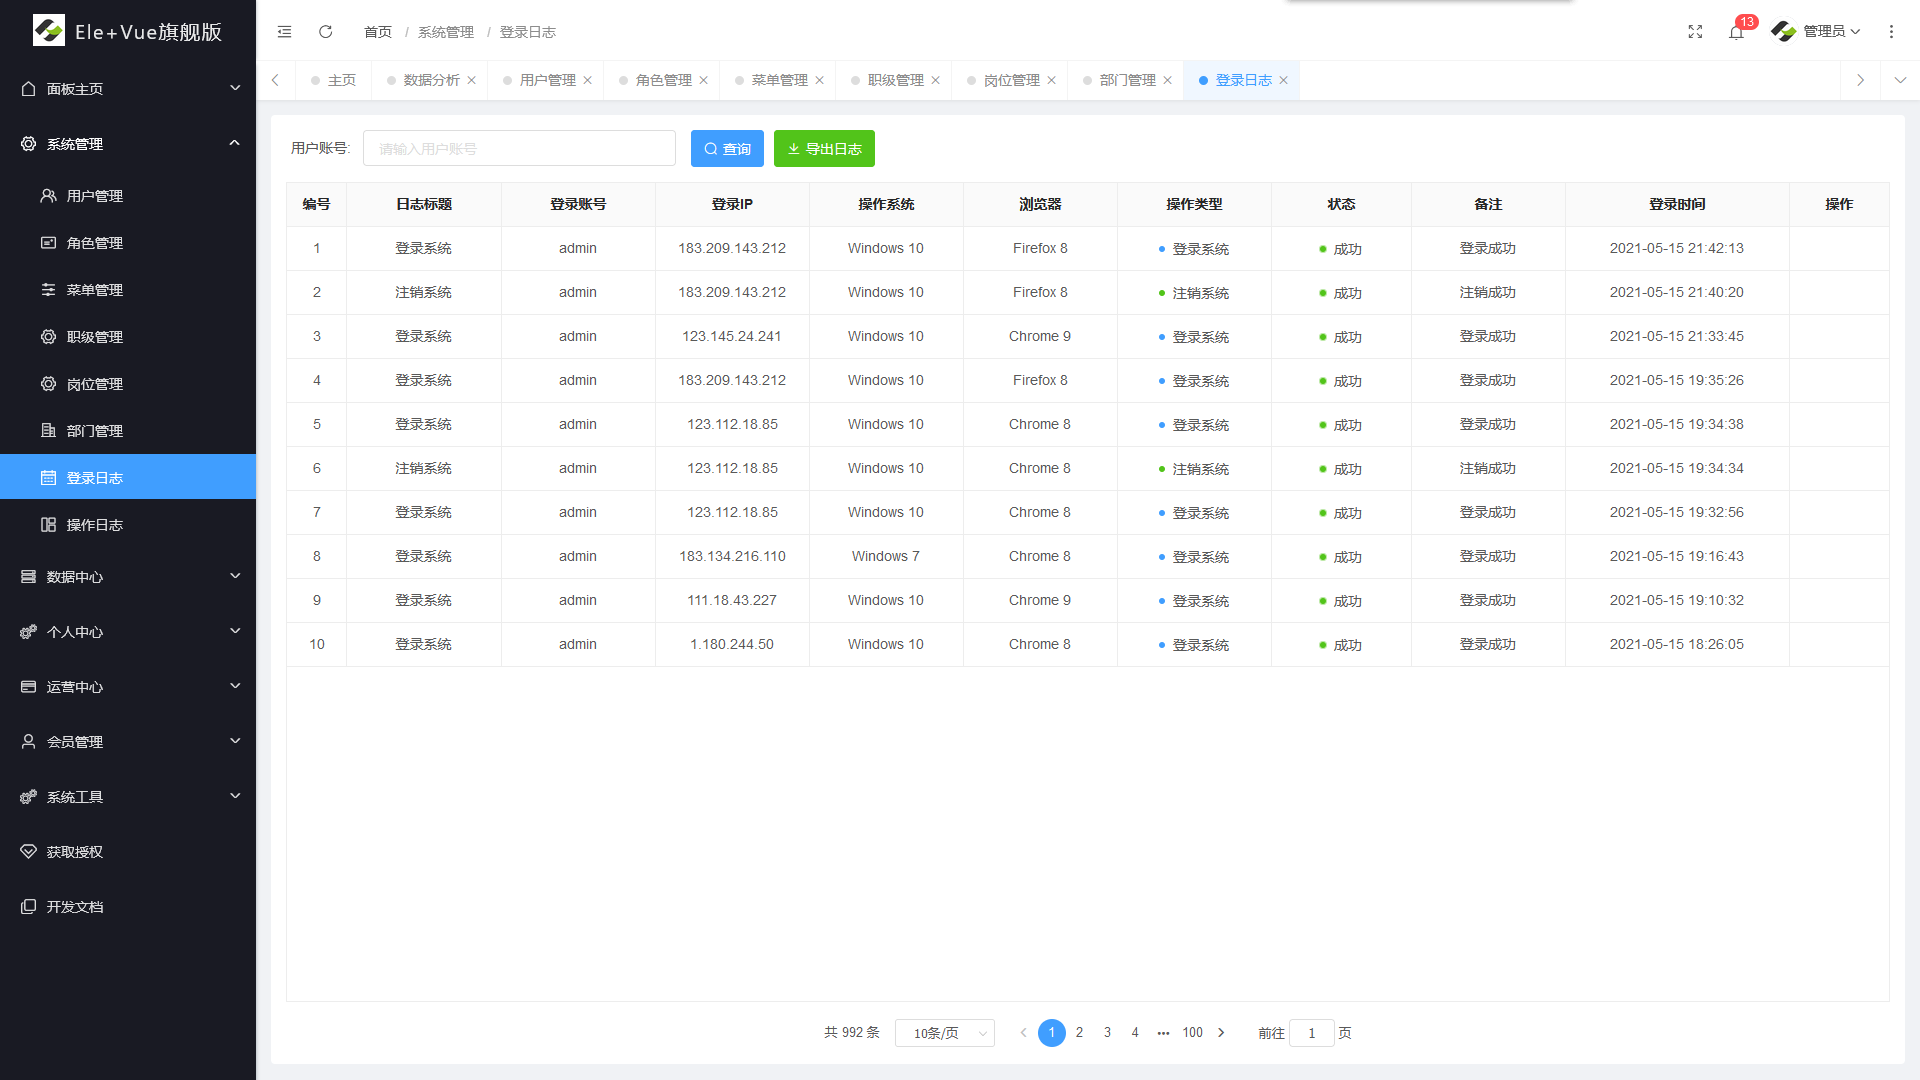 Ele+Vue旗舰版
面板主页
系统管理
用户管理
角色管理
菜单管理
职级管理
岗位管理
部门管理
登录日志
操作日志
数据中心
个人中心
运营中心
会员管理
系统工具
获取授权
开发文档
首页 / 系统管理 / 登录日志
13 管理员
主页 数据分析 用户管理 角色管理 菜单管理 职级管理 岗位管理 部门管理 登录日志
用户账号: 请输入用户账号 查询 导出日志
编号 日志标题 登录账号 登录IP 操作系统 浏览器 操作类型 状态 备注 登录时间 操作
1 登录系统 admin 183.209.143.212 Windows 10 Firefox 8 登录系统 成功 登录成功 2021-05-15 21:42:13
2 注销系统 admin 183.209.143.212 Windows 10 Firefox 8 注销系统 成功 注销成功 2021-05-15 21:40:20
3 登录系统 admin 123.145.24.241 Windows 10 Chrome 9 登录系统 成功 登录成功 2021-05-15 21:33:45
4 登录系统 admin 183.209.143.212 Windows 10 Firefox 8 登录系统 成功 登录成功 2021-05-15 19:35:26
5 登录系统 admin 123.112.18.85 Windows 10 Chrome 8 登录系统 成功 登录成功 2021-05-15 19:34:38
6 注销系统 admin 123.112.18.85 Windows 10 Chrome 8 注销系统 成功 注销成功 2021-05-15 19:34:34
7 登录系统 admin 123.112.18.85 Windows 10 Chrome 8 登录系统 成功 登录成功 2021-05-15 19:32:56
8 登录系统 admin 183.134.216.110 Windows 7 Chrome 8 登录系统 成功 登录成功 2021-05-15 19:16:43
9 登录系统 admin 111.18.43.227 Windows 10 Chrome 9 登录系统 成功 登录成功 2021-05-15 19:10:32
10 登录系统 admin 1.180.244.50 Windows 10 Chrome 8 登录系统 成功 登录成功 2021-05-15 18:26:05
共 992 条 10条/页 1 2 3 4 ••• 100 前往 1 页